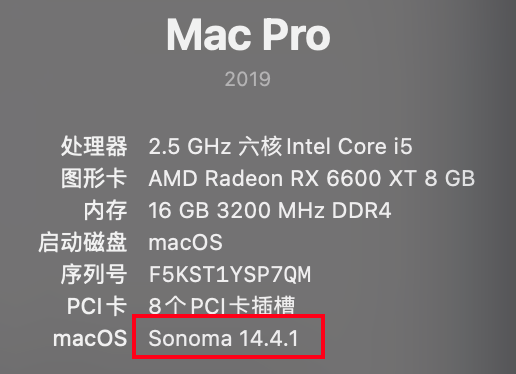 Mac Pro
2019
处理器 2.5 GHz 六核Intel Core i5
图形卡 AMD Radeon RX 6600 XT 8 GB
内存 16 GB 3200 MHz DDR4
启动磁盘 macOS
序列号 F5KST1YSP7QM
PCI卡 8个PCI卡插槽
macOS Sonoma 14.4.1